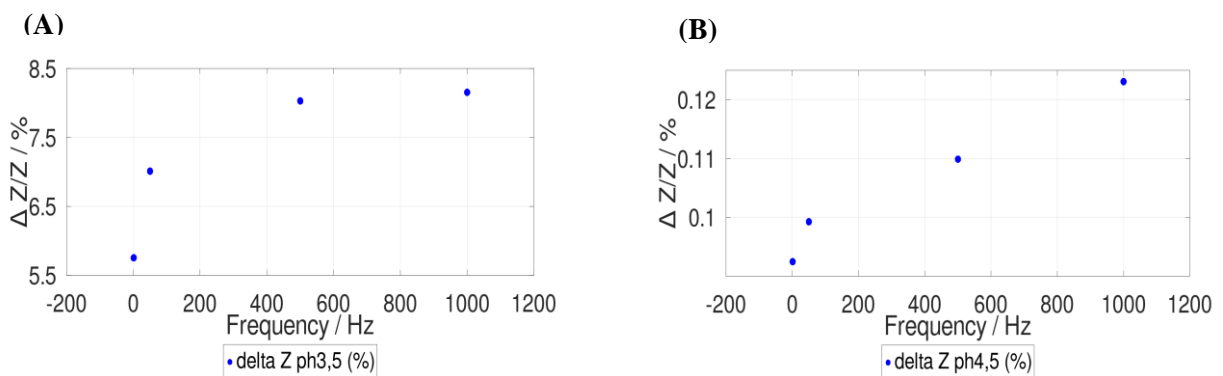 (A)
8.5
7.5
6.5
5.5
Δ Z/Z / %
-200 0 200 400 600 800 1000 1200
Frequency / Hz
delta Z ph3,5 (%)
(B)
0.12
0.11
0.1
Δ Z/Z / %
-200 0 200 400 600 800 1000 1200
Frequency / Hz
delta Z ph4,5 (%)